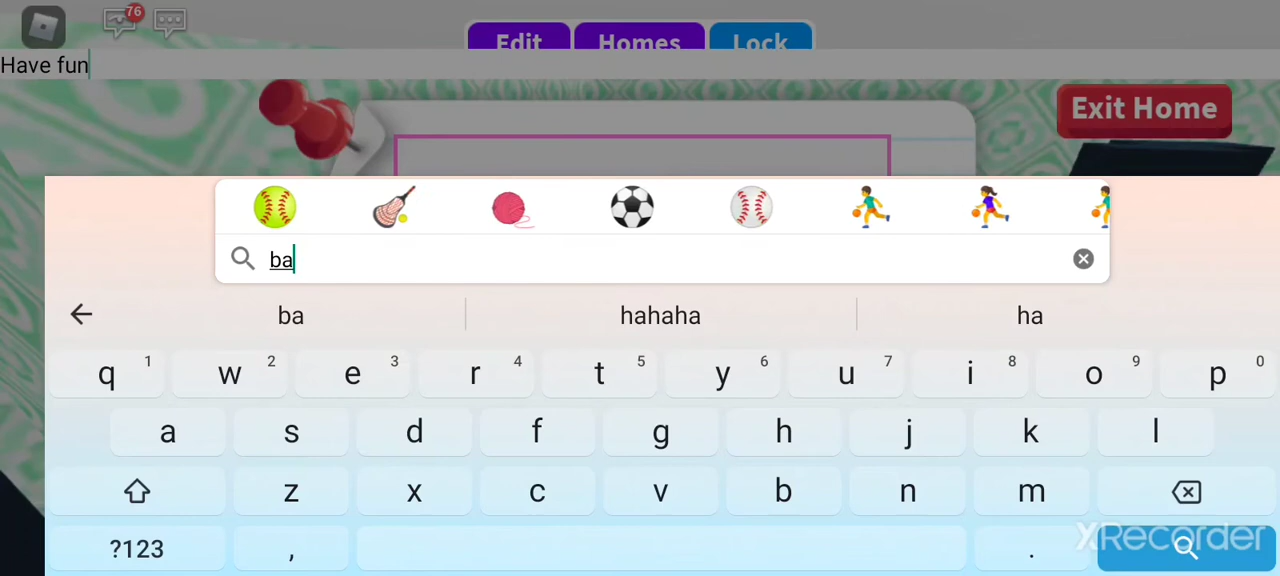 76
Edit Homes Lock
Have fun
Exit Home
ba
ba hahaha ha
q 1 w 2 e 3 r 4 t 5 y 6 u 7 i 8 o 9 p 0
a s d f g h j k l
z x c v b n m
?123 , .
XRecorder